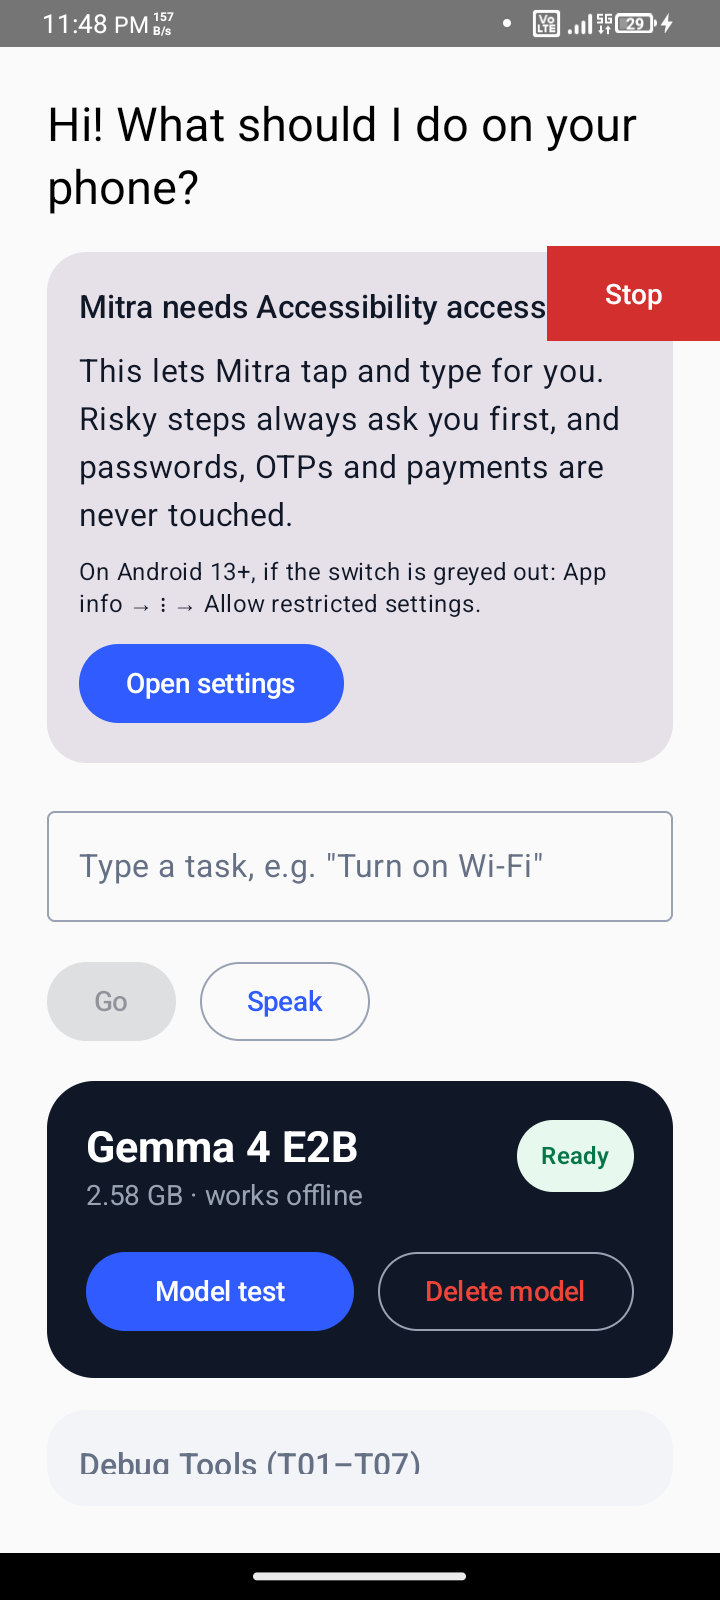 11:48 PM 157 B/s
Vo LTE 5G 29
Hi! What should I do on your
phone?
Mitra needs Accessibility access
Stop
This lets Mitra tap and type for you.
Risky steps always ask you first, and
passwords, OTPs and payments are
never touched.
On Android 13+, if the switch is greyed out: App
info → ⋮ → Allow restricted settings.
Open settings
Type a task, e.g. "Turn on Wi-Fi"
Go Speak
Gemma 4 E2B
Ready
2.58 GB · works offline
Model test Delete model
Debug Tools (T01–T07)